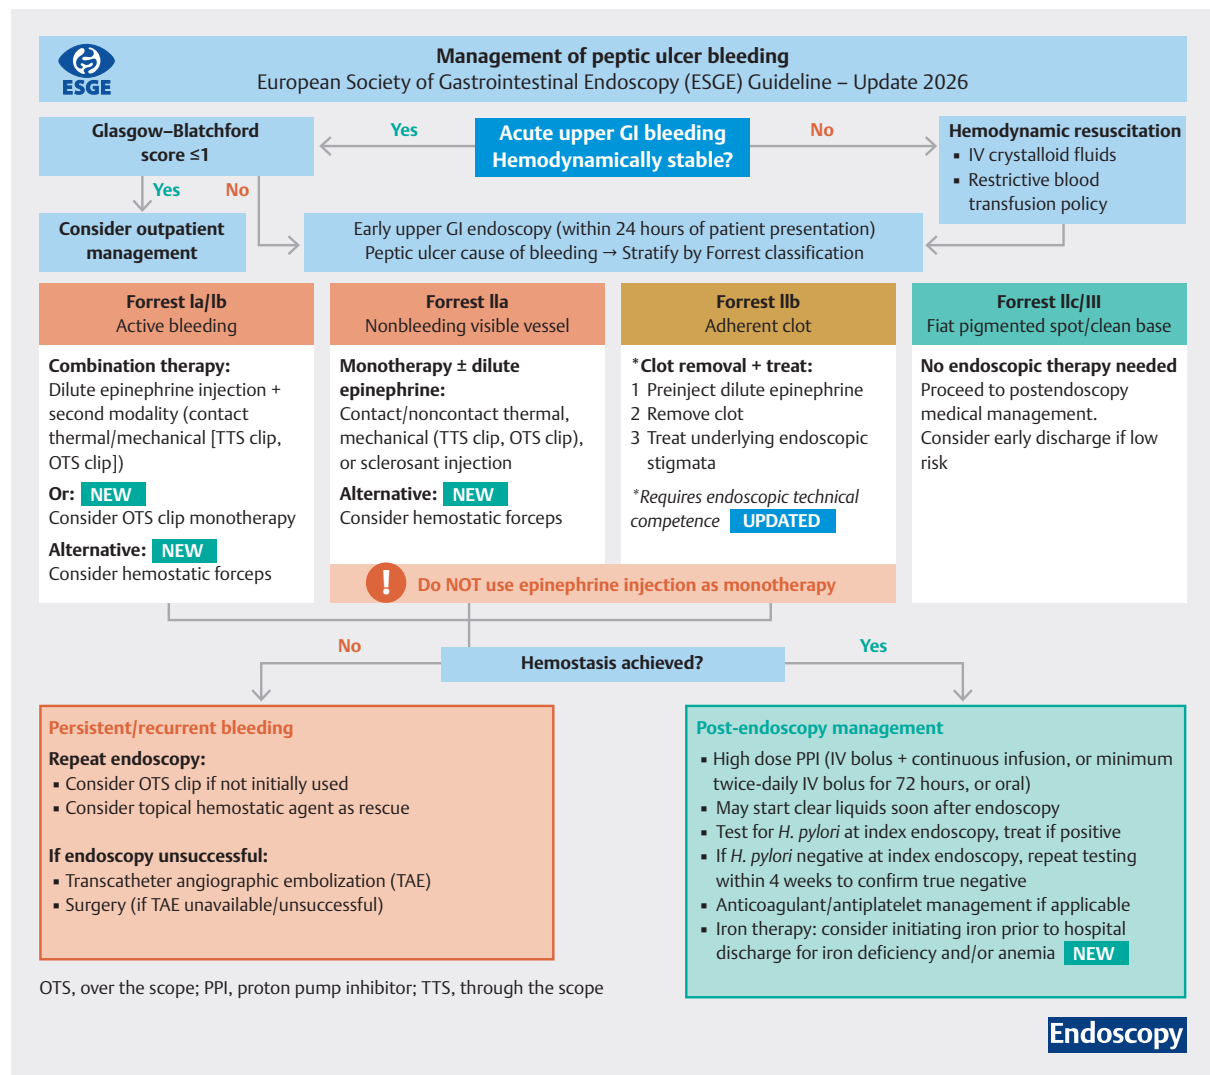 ESGE
Management of peptic ulcer bleeding
European Society of Gastrointestinal Endoscopy (ESGE) Guideline – Update 2026
Glasgow–Blatchford
score ≤1
Yes
Acute upper GI bleeding
Hemodynamically stable?
No
Hemodynamic resuscitation
▪ IV crystalloid fluids
▪ Restrictive blood
transfusion policy
Yes
No
Consider outpatient
management
Early upper GI endoscopy (within 24 hours of patient presentation)
Peptic ulcer cause of bleeding → Stratify by Forrest classification
Forrest la/lb
Active bleeding
Combination therapy:
Dilute epinephrine injection +
second modality (contact
thermal/mechanical [TTS clip,
OTS clip])
Or: NEW
Consider OTS clip monotherapy
Alternative: NEW
Consider hemostatic forceps
Forrest lla
Nonbleeding visible vessel
Monotherapy ± dilute
epinephrine:
Contact/noncontact thermal,
mechanical (TTS clip, OTS clip),
or sclerosant injection
Alternative: NEW
Consider hemostatic forceps
Forrest llb
Adherent clot
*Clot removal + treat:
1 Preinject dilute epinephrine
2 Remove clot
3 Treat underlying endoscopic
stigmata
*Requires endoscopic technical
competence UPDATED
! Do NOT use epinephrine injection as monotherapy
Forrest llc/III
Fiat pigmented spot/clean base
No endoscopic therapy needed
Proceed to postendoscopy
medical management.
Consider early discharge if low
risk
No
Hemostasis achieved?
Yes
Persistent/recurrent bleeding
Repeat endoscopy:
▪ Consider OTS clip if not initially used
▪ Consider topical hemostatic agent as rescue
If endoscopy unsuccessful:
▪ Transcatheter angiographic embolization (TAE)
▪ Surgery (if TAE unavailable/unsuccessful)
Post-endoscopy management
▪ High dose PPI (IV bolus + continuous infusion, or minimum
twice-daily IV bolus for 72 hours, or oral)
▪ May start clear liquids soon after endoscopy
▪ Test for H. pylori at index endoscopy, treat if positive
▪ If H. pylori negative at index endoscopy, repeat testing
within 4 weeks to confirm true negative
▪ Anticoagulant/antiplatelet management if applicable
▪ Iron therapy: consider initiating iron prior to hospital
discharge for iron deficiency and/or anemia NEW
OTS, over the scope; PPI, proton pump inhibitor; TTS, through the scope
Endoscopy